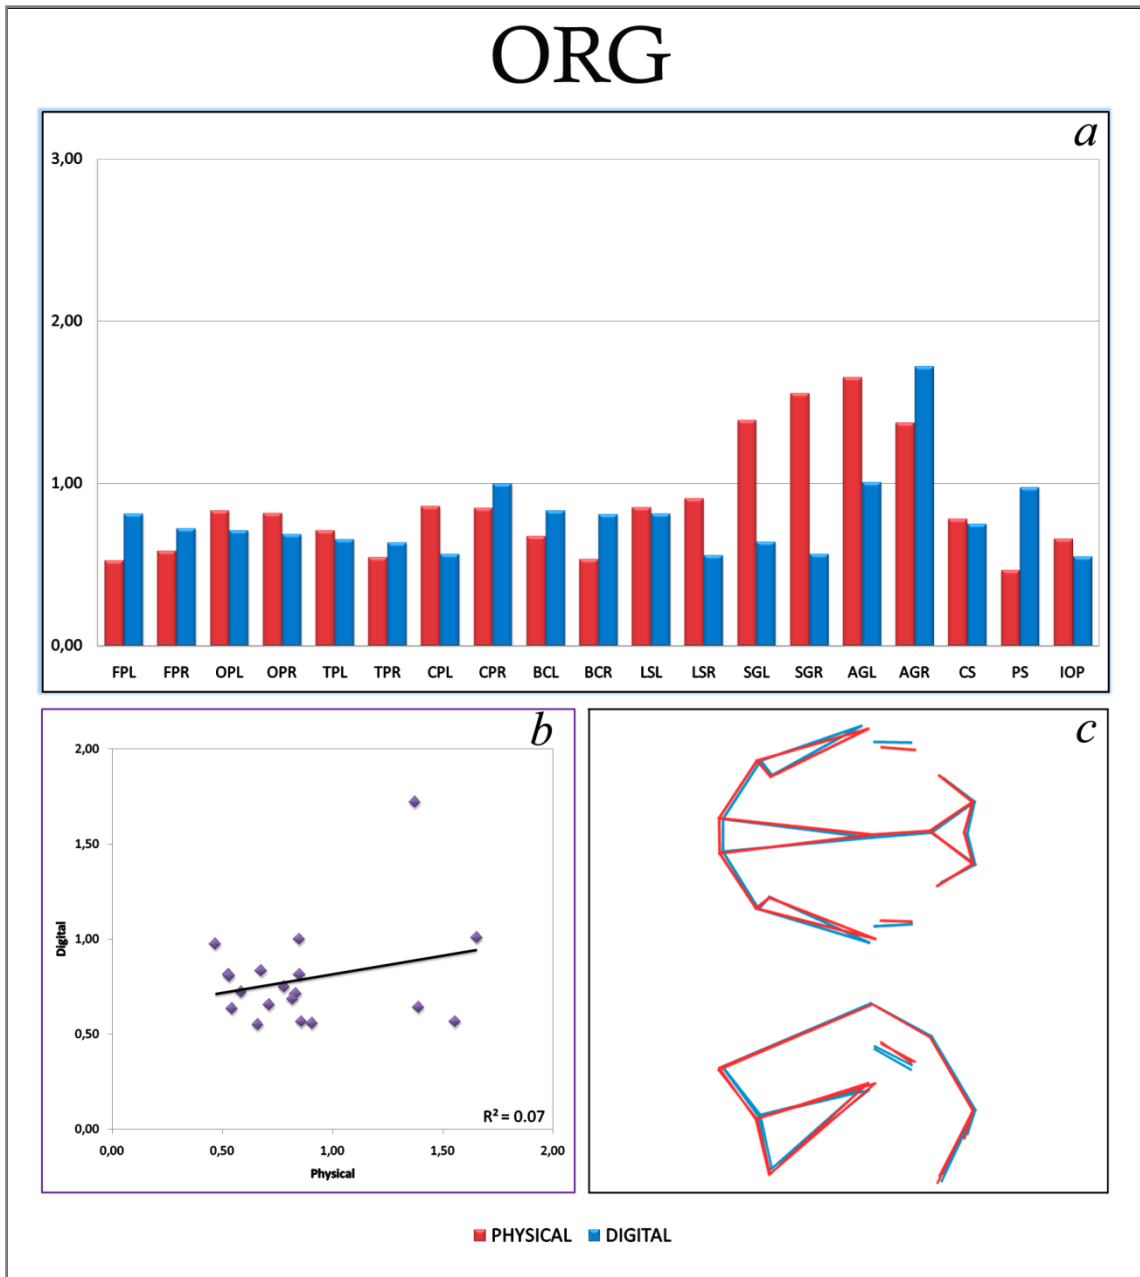 ORG
a
3,00
2,00
1,00
0,00
FPL FPR OPL OPR TPL TPR CPL CPR BCL BCR LSL LSR SGL SGR AGL AGR CS PS IOP
b
2,00
1,50
1,00
0,50
0,00
Digital
R² = 0.07
0,00 0,50 1,00 1,50 2,00
Physical
c
PHYSICAL DIGITAL